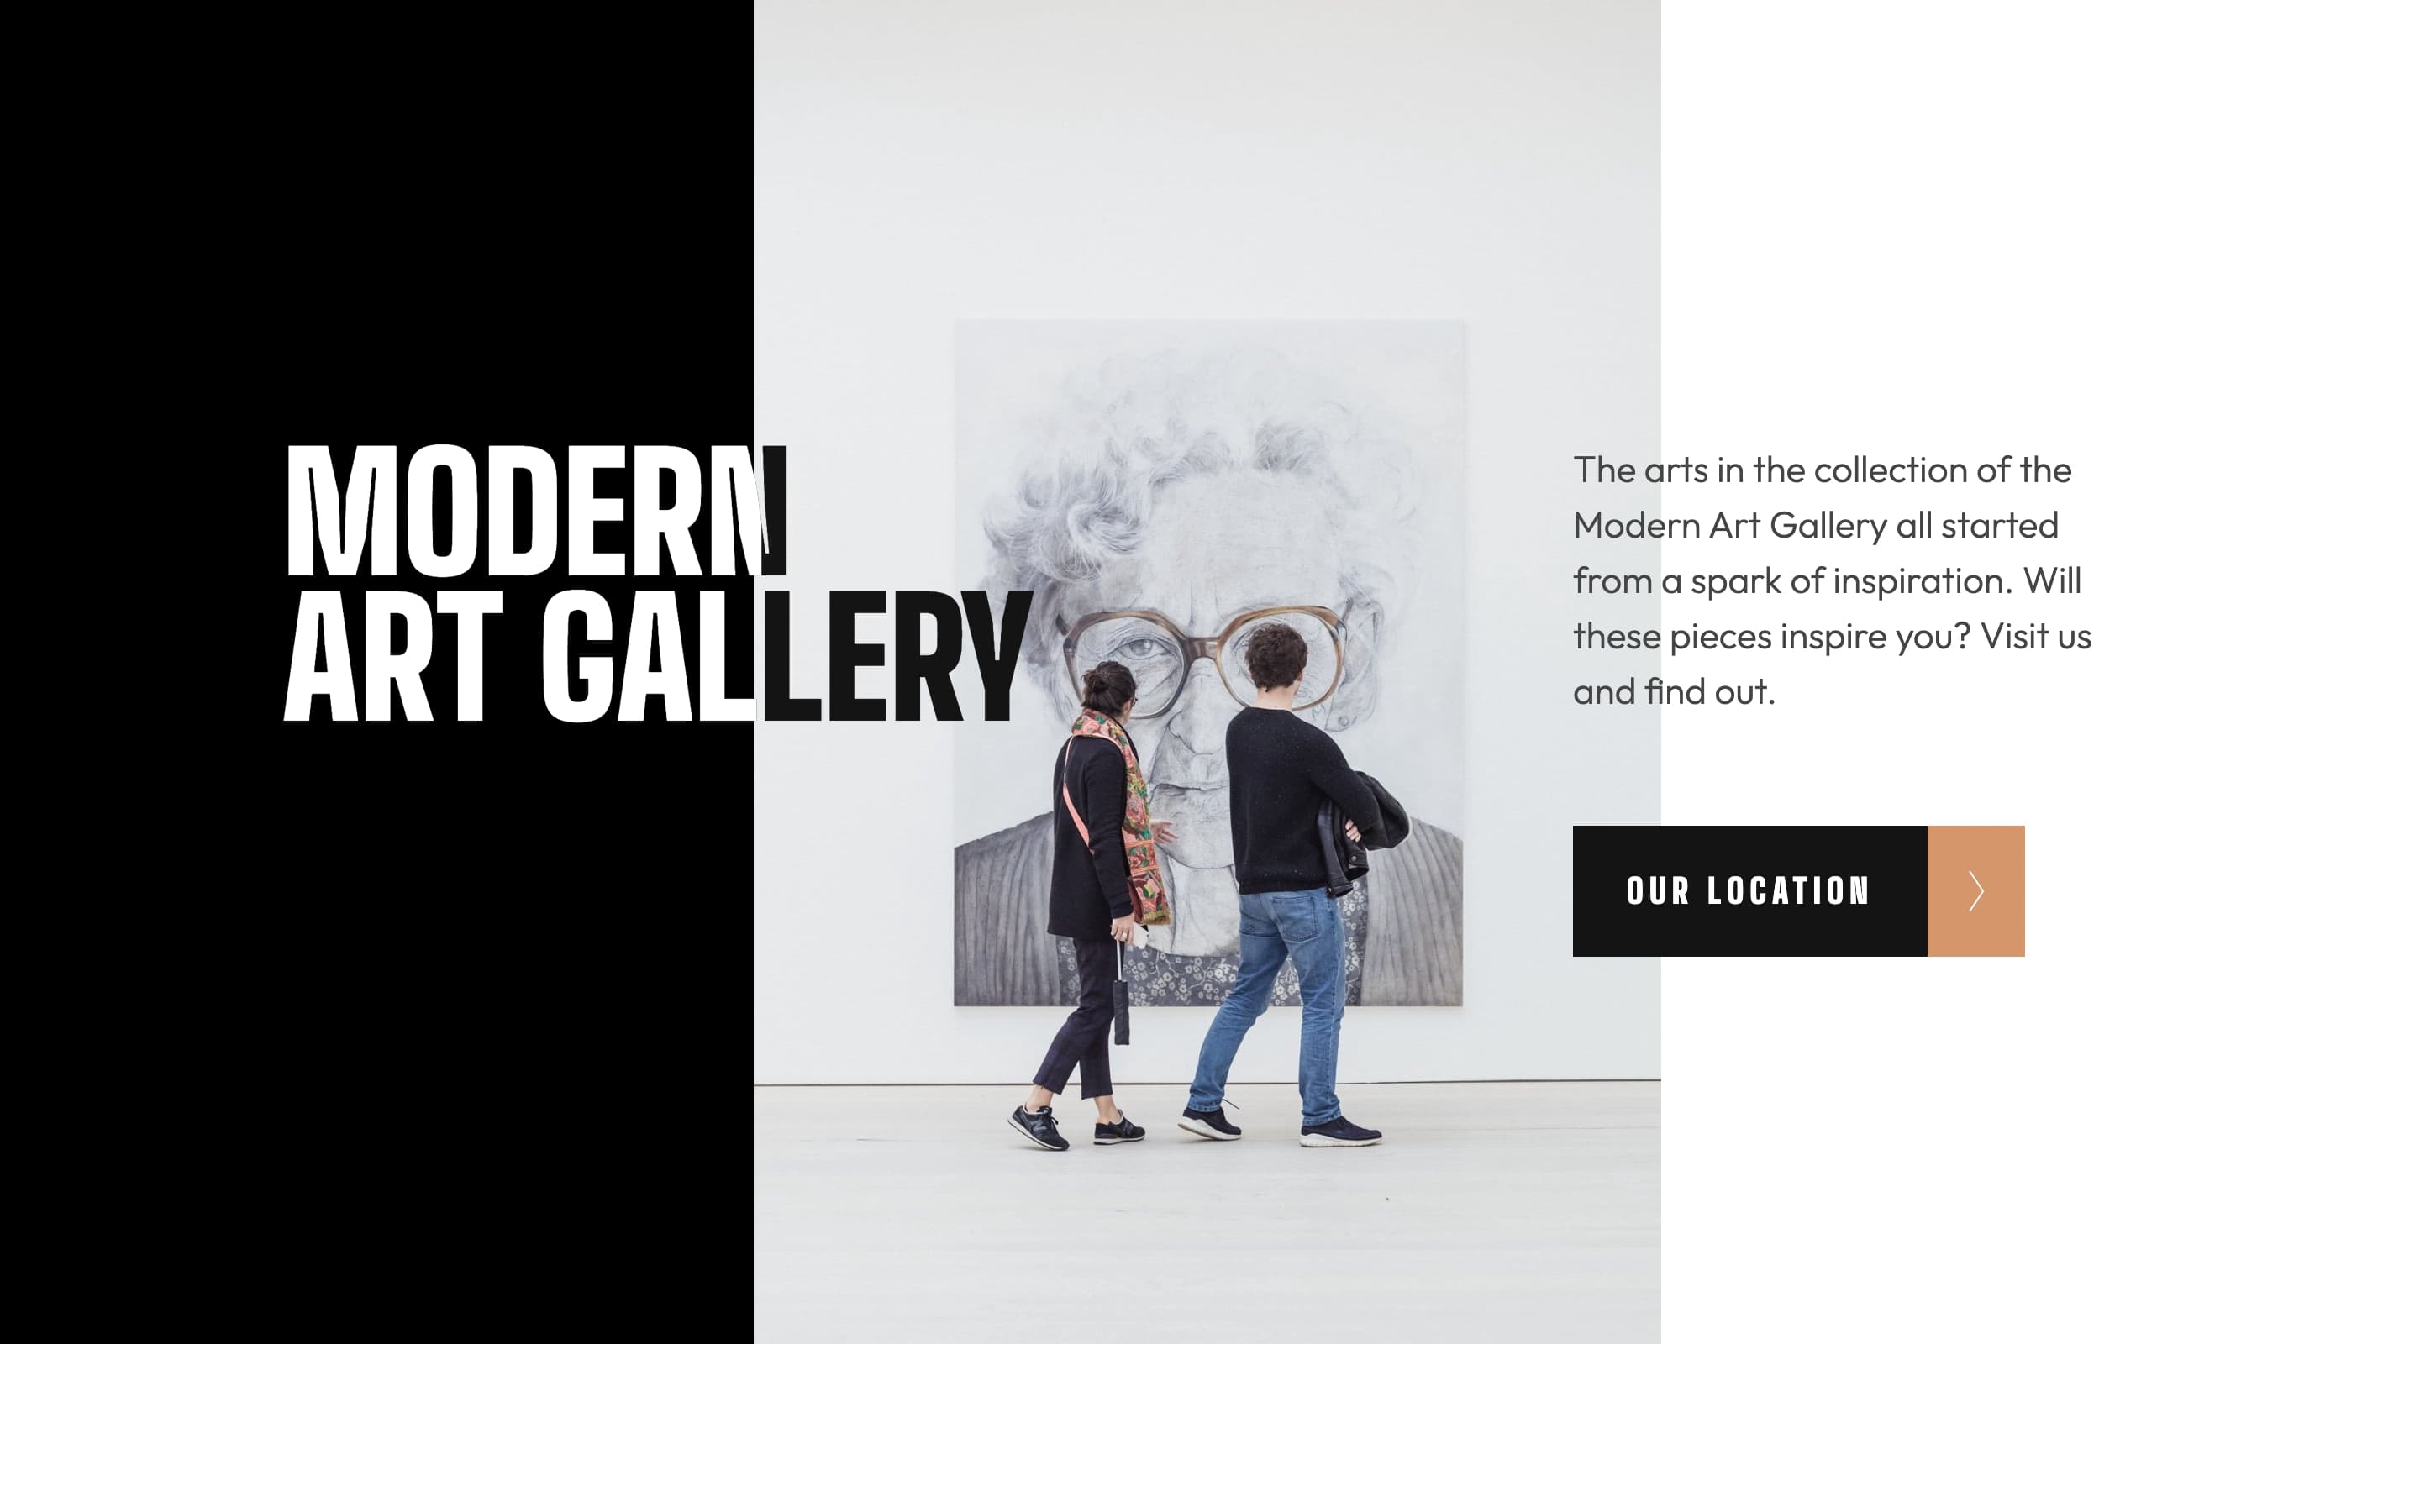 MODERN
ART GALLERY
The arts in the collection of the
Modern Art Gallery all started
from a spark of inspiration. Will
these pieces inspire you? Visit us
and find out.
OUR LOCATION